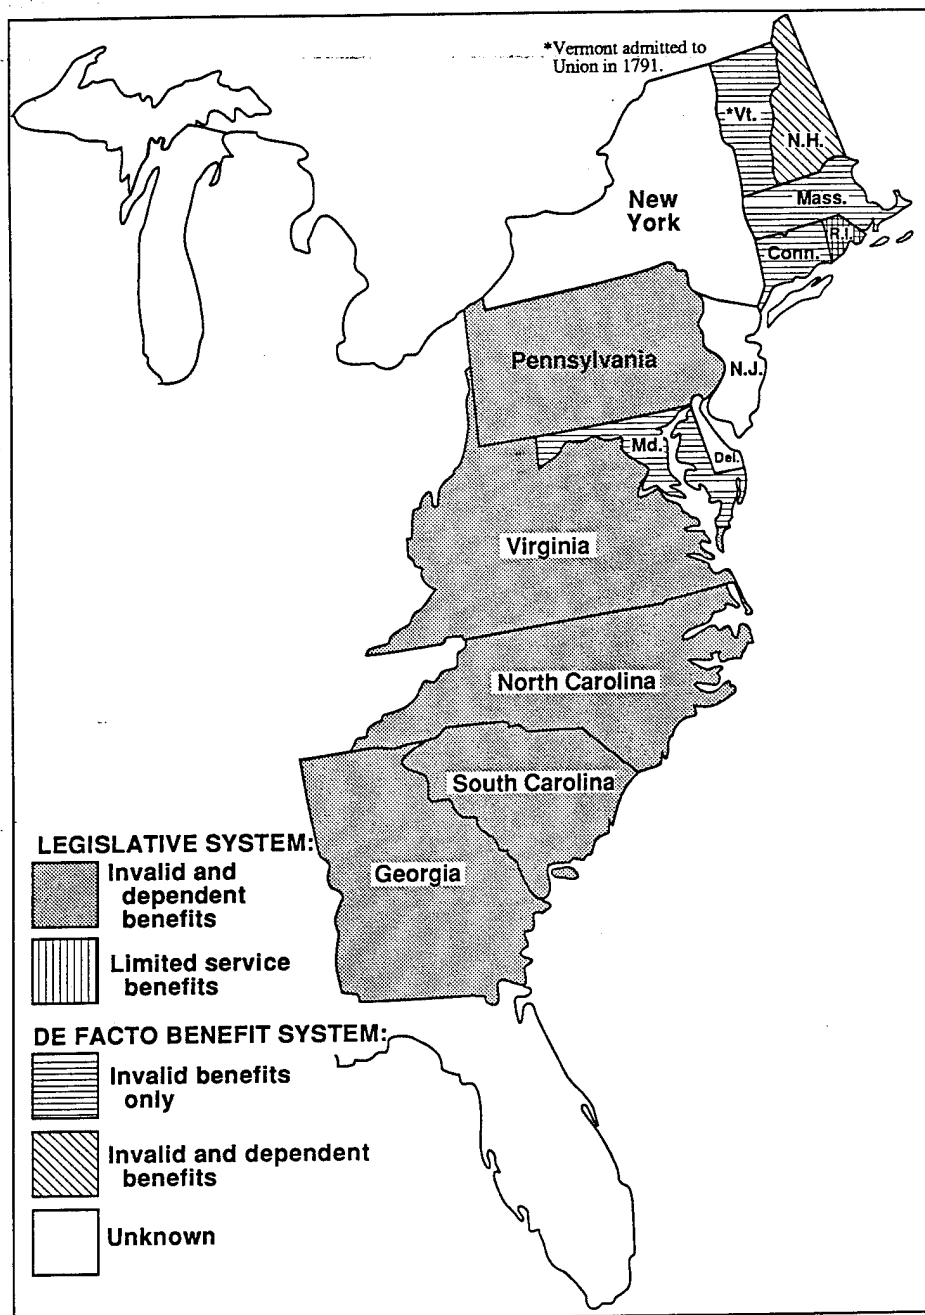 *Vermont admitted to
Union in 1791.
*Vt.
N.H.
Mass.
New
York
R.I.
Conn.
Pennsylvania
N.J.
Md.
Del.
Virginia
North Carolina
South Carolina
Georgia
LEGISLATIVE SYSTEM:
Invalid and
dependent
benefits
Limited service
benefits
DE FACTO BENEFIT SYSTEM:
Invalid benefits
only
Invalid and dependent
benefits
Unknown